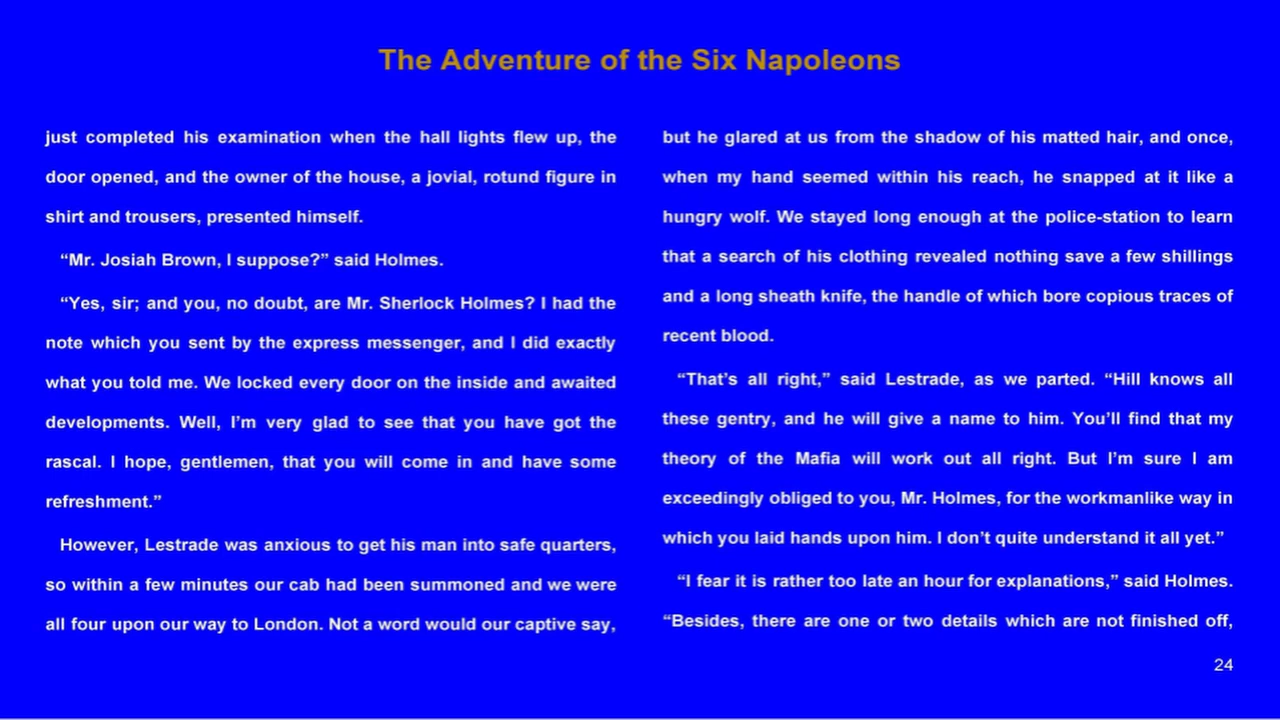 The Adventure of the Six Napoleons
just completed his examination when the hall lights flew up, the
door opened, and the owner of the house, a jovial, rotund figure in
shirt and trousers, presented himself.
“Mr. Josiah Brown, I suppose?” said Holmes.
“Yes, sir; and you, no doubt, are Mr. Sherlock Holmes? I had the
note which you sent by the express messenger, and I did exactly
what you told me. We locked every door on the inside and awaited
developments. Well, I’m very glad to see that you have got the
rascal. I hope, gentlemen, that you will come in and have some
refreshment.”
However, Lestrade was anxious to get his man into safe quarters,
so within a few minutes our cab had been summoned and we were
all four upon our way to London. Not a word would our captive say,
but he glared at us from the shadow of his matted hair, and once,
when my hand seemed within his reach, he snapped at it like a
hungry wolf. We stayed long enough at the police-station to learn
that a search of his clothing revealed nothing save a few shillings
and a long sheath knife, the handle of which bore copious traces of
recent blood.
“That’s all right,” said Lestrade, as we parted. “Hill knows all
these gentry, and he will give a name to him. You’ll find that my
theory of the Mafia will work out all right. But I’m sure I am
exceedingly obliged to you, Mr. Holmes, for the workmanlike way in
which you laid hands upon him. I don’t quite understand it all yet.”
“I fear it is rather too late an hour for explanations,” said Holmes.
“Besides, there are one or two details which are not finished off,
24